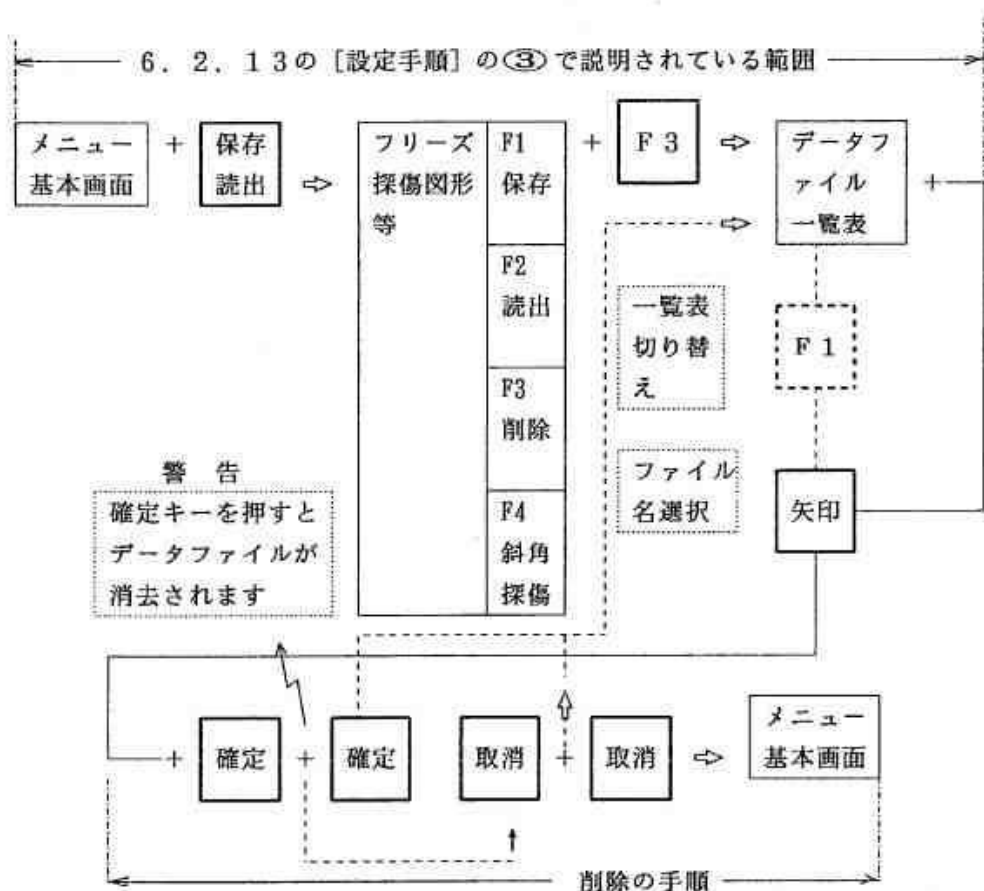 6．2．13の［設定手順］の③で説明されている範囲
メニュー
基本画面
+
保存
読出
⇨
フリーズ
探傷図形
等
F1
保存
F2
読出
F3
削除
F4
斜角
探傷
+
F3
⇨
データフ
ァイル
一覧表
+
⇨
一覧表
切り替
え
F1
ファイル
名選択
矢印
警 告
確定キーを押すと
データファイルが
消去されます
+
確定
+
確定
取消
+
取消
⇨
メニュー
基本画面
削除の手順